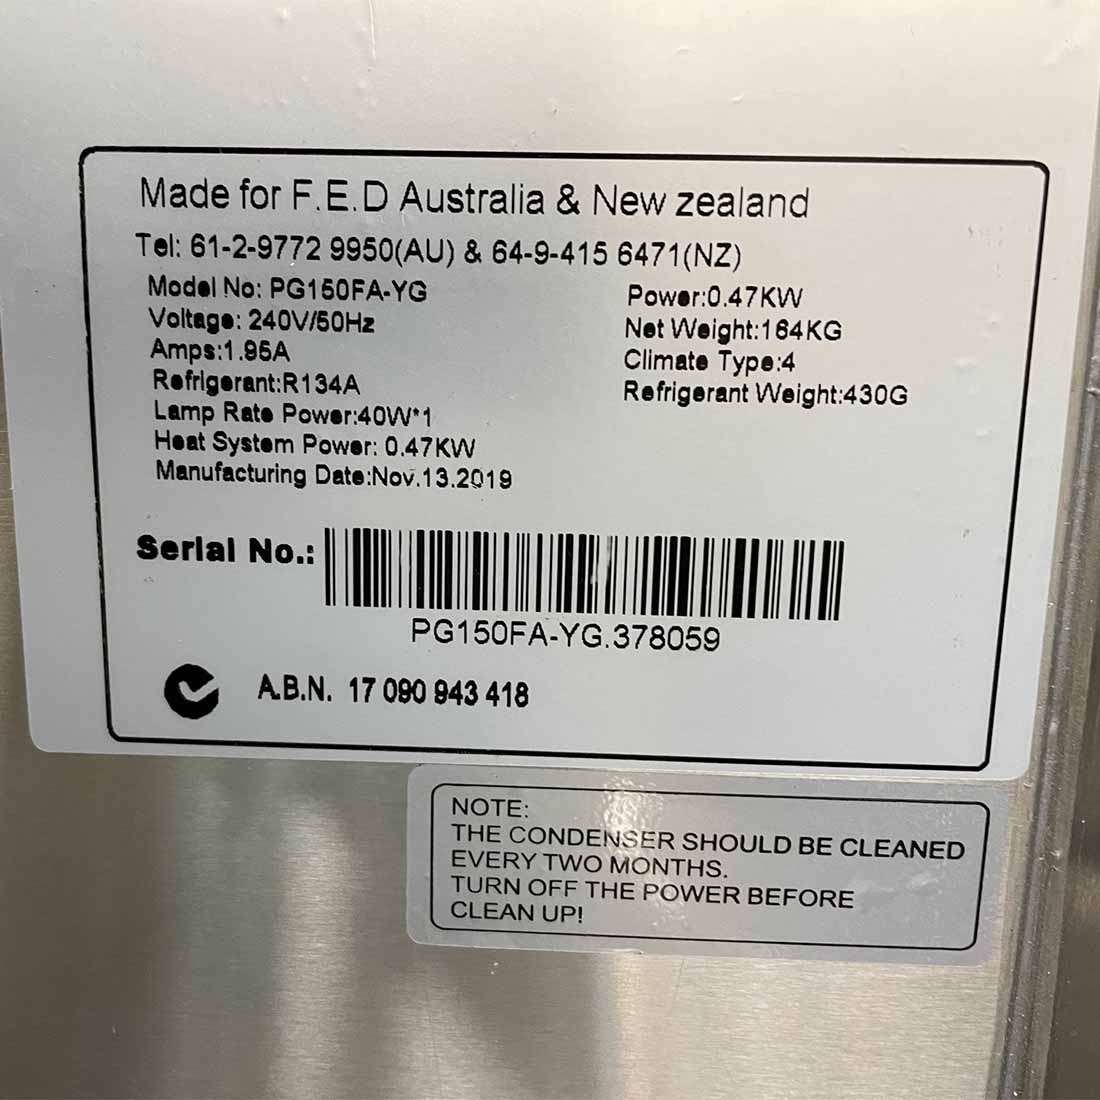 Made for F.E.D Australia & New zealand
Tel: 61-2-9772 9950(AU) & 64-9-415 6471(NZ)
Model No: PG150FA-YG
Power:0.47KW
Voltage: 240V/50Hz
Net Weight:164KG
Amps:1.95A
Climate Type:4
Refrigerant:R134A
Refrigerant Weight:430G
Lamp Rate Power:40W*1
Heat System Power: 0.47KW
Manufacturing Date:Nov.13.2019
Serial No.:
PG150FA-YG.378059
A.B.N. 17 090 943 418
NOTE:
THE CONDENSER SHOULD BE CLEANED
EVERY TWO MONTHS.
TURN OFF THE POWER BEFORE
CLEAN UP!